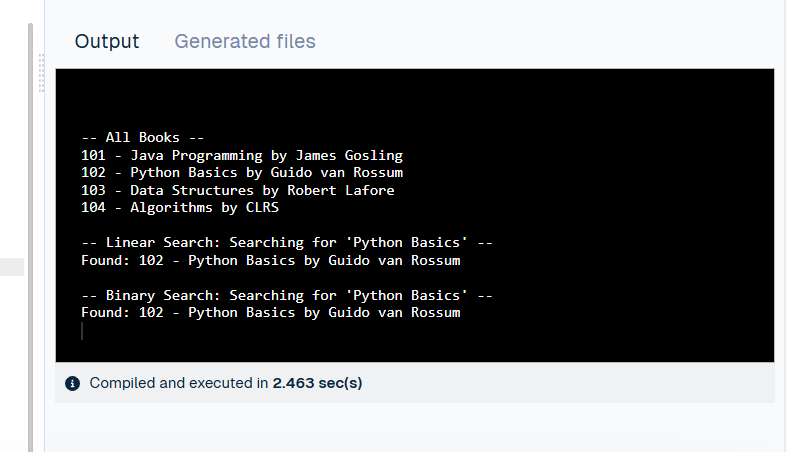 Output Generated files
-- All Books --
101 - Java Programming by James Gosling
102 - Python Basics by Guido van Rossum
103 - Data Structures by Robert Lafore
104 - Algorithms by CLRS
-- Linear Search: Searching for 'Python Basics' --
Found: 102 - Python Basics by Guido van Rossum
-- Binary Search: Searching for 'Python Basics' --
Found: 102 - Python Basics by Guido van Rossum
Compiled and executed in 2.463 sec(s)